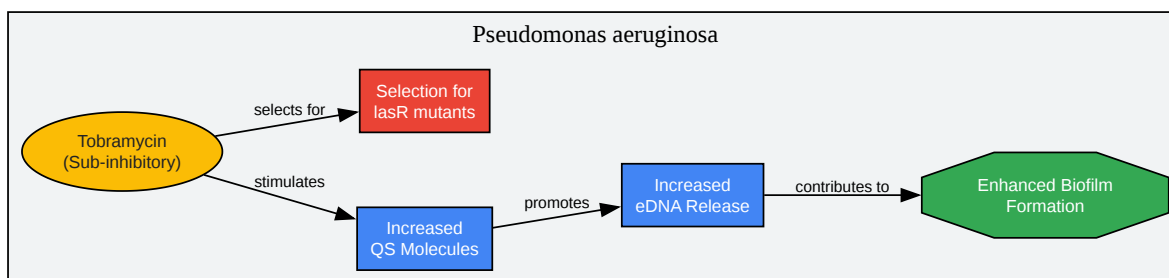 Pseudomonas aeruginosa
Selection for
lasR mutants
selects for
Tobramycin
(Sub-inhibitory)
stimulates
Increased
QS Molecules
promotes
Increased
eDNA Release
contributes to
Enhanced Biofilm
Formation